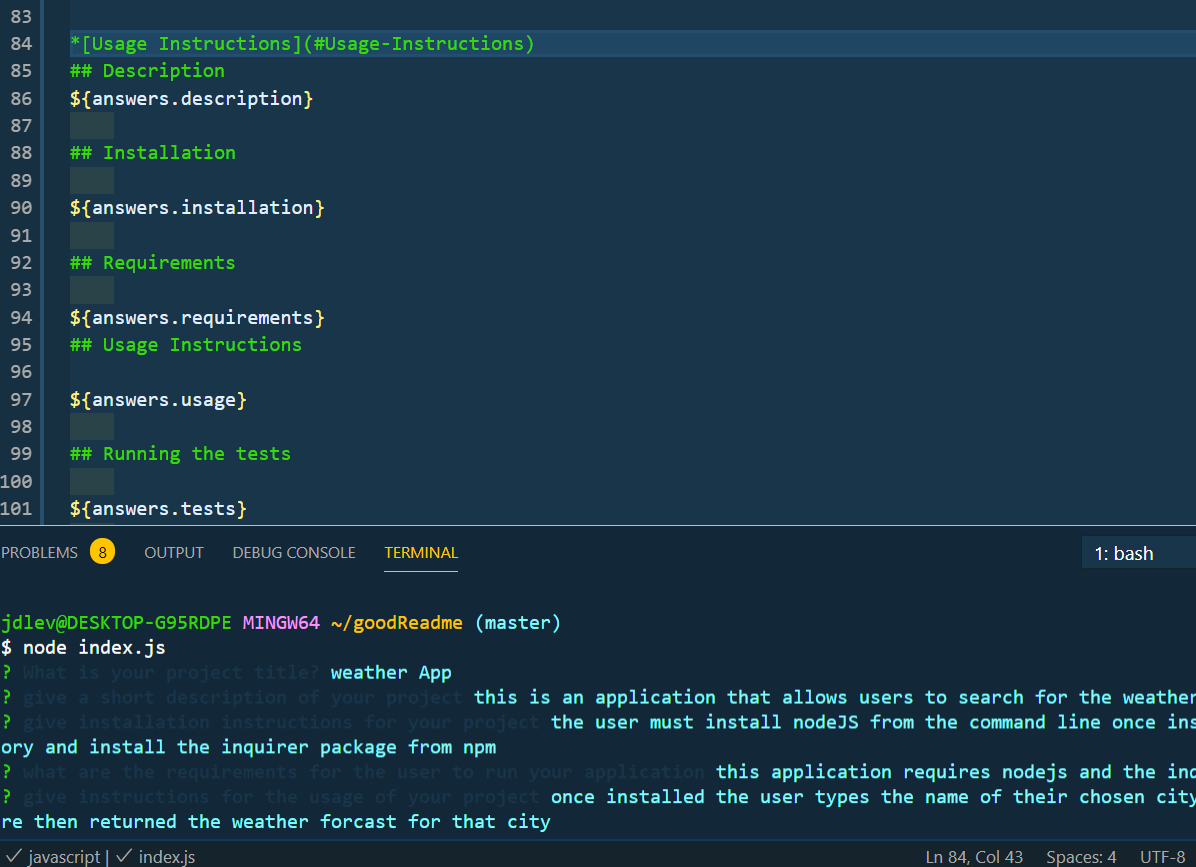 83
84 *[Usage Instructions](#Usage-Instructions)
85 ## Description
86 ${answers.description}
87
88 ## Installation
89
90 ${answers.installation}
91
92 ## Requirements
93
94 ${answers.requirements}
95 ## Usage Instructions
96
97 ${answers.usage}
98
99 ## Running the tests
100
101 ${answers.tests}
PROBLEMS 8 OUTPUT DEBUG CONSOLE TERMINAL 1: bash
jdlev@DESKTOP-G95RDPE MINGW64 ~/goodReadme (master)
$ node index.js
? What is your project title? weather App
? give a short description of your project this is an application that allows users to search for the weather
? give installation instructions for your project the user must install nodeJS from the command line once ins
ory and install the inquirer package from npm
? what are the requirements for the user to run your application this application requires nodejs and the inq
? give instructions for the usage of your project once installed the user types the name of their chosen city
re then returned the weather forcast for that city
✓ javascript | ✓ index.js Ln 84, Col 43 Spaces: 4 UTF-8